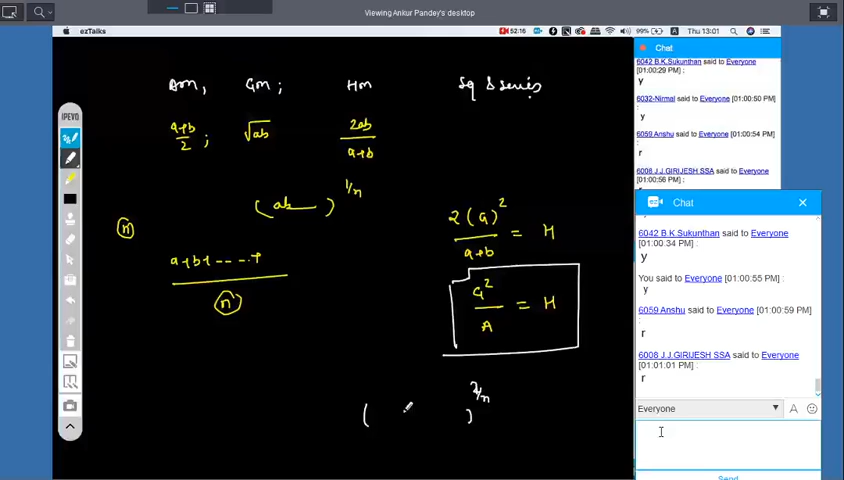 Viewing Ankur Pandey's desktop
ezTalks
52:16
99%
Thu 13:01
IPEVO
Am, Gm; Hm
Sq & series
a+b/2 ; √ab 2ab/a+b
(ab )^1/n
n
a+b+-----+
n
2(G)^2/a+b = H
G^2/A = H
( )^2/n
Chat
6042 B.K.Sukunthan said to Everyone
[01:00:29 PM] :
y
6032-Nirmal said to Everyone [01:00:50 PM] :
y
6059 Anshu said to Everyone [01:00:54 PM] :
r
6008 J.J.GIRIJESH SSA said to Everyone
[01:00:56 PM] :
r
Chat
6042 B.K.Sukunthan said to Everyone
[01:00.34 PM] :
y
You said to Everyone [01:00:55 PM] :
y
6059 Anshu said to Everyone [01:00:59 PM]
:
r
6008 J.J.GIRIJESH SSA said to Everyone
[01:01:01 PM] :
r
Everyone
A
Send